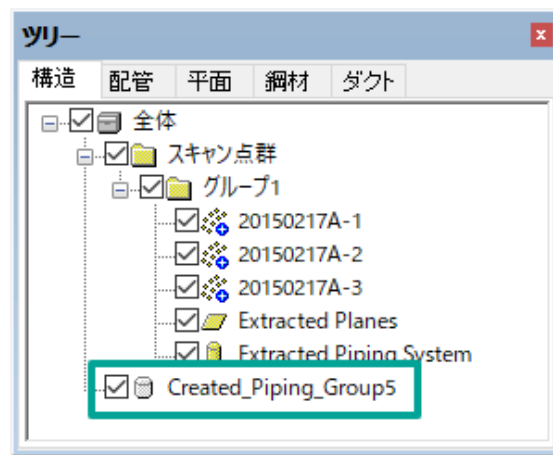 ツリー
構造 配管 平面 鋼材 ダクト
全体
スキャン点群
グループ1
20150217A-1
20150217A-2
20150217A-3
Extracted Planes
Extracted Piping System
Created_Piping_Group5